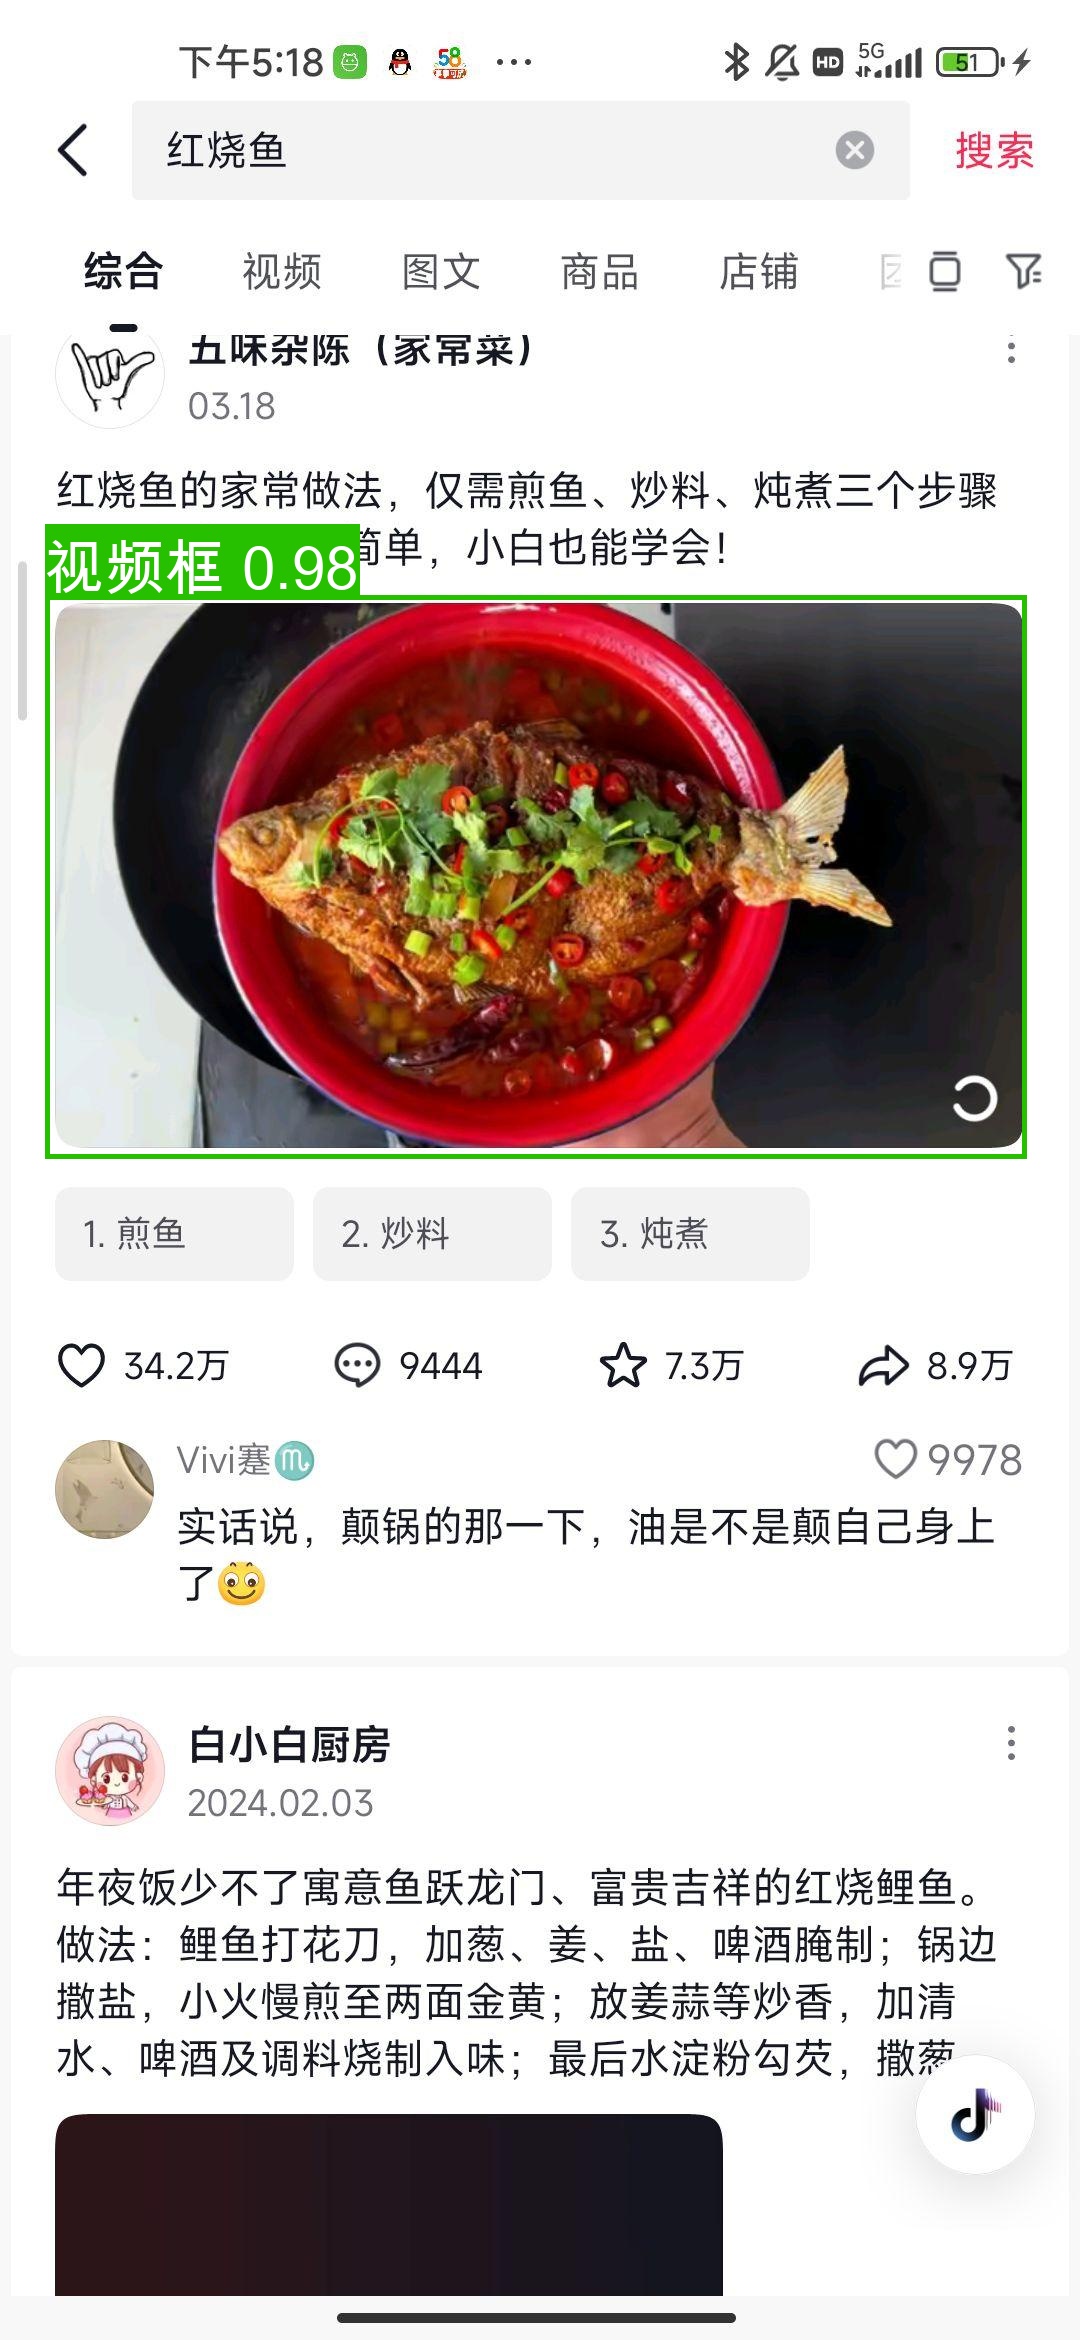 下午5:18
58
HD
5G
51
红烧鱼
搜索
综合
视频
图文
商品
店铺
五味杂陈（家常菜）
03.18
红烧鱼的家常做法，仅需煎鱼、炒料、炖煮三个步骤
简单，小白也能学会！
视频框 0.98
1. 煎鱼
2. 炒料
3. 炖煮
34.2万
9444
7.3万
8.9万
Vivi蹇♏
9978
实话说，颠锅的那一下，油是不是颠自己身上
了
白小白厨房
2024.02.03
年夜饭少不了寓意鱼跃龙门、富贵吉祥的红烧鲤鱼。
做法：鲤鱼打花刀，加葱、姜、盐、啤酒腌制；锅边
撒盐，小火慢煎至两面金黄；放姜蒜等炒香，加清
水、啤酒及调料烧制入味；最后水淀粉勾芡，撒葱